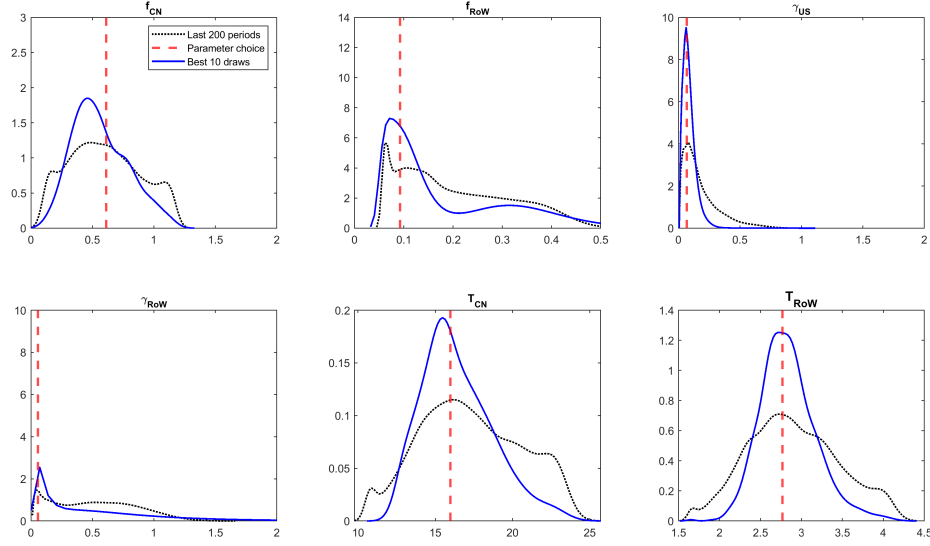 f_CN
3
2.5
2
1.5
1
0.5
0
0 0.5 1 1.5 2
Last 200 periods
Parameter choice
Best 10 draws
f_RoW
14
12
10
8
6
4
2
0
0 0.1 0.2 0.3 0.4 0.5
γ_US
10
8
6
4
2
0
0 0.5 1 1.5 2
γ_RoW
10
8
6
4
2
0
0 0.5 1 1.5 2
T_CN
0.2
0.15
0.1
0.05
0
10 15 20 25
T_RoW
1.4
1.2
1
0.8
0.6
0.4
0.2
0
1.5 2 2.5 3 3.5 4 4.5